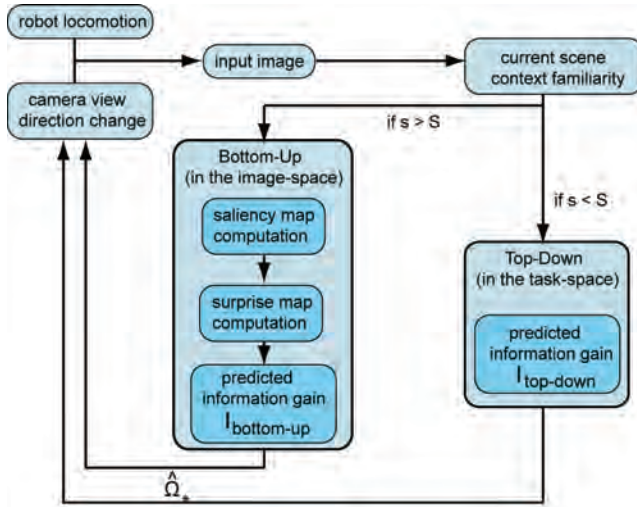 robot locomotion
input image
current scene
context familiarity
camera view
direction change
if s > S
Bottom-Up
(in the image-space)
saliency map
computation
surprise map
computation
predicted
information gain
I bottom-up
if s < S
Top-Down
(in the task-space)
predicted
information gain
I top-down
Ω̂*